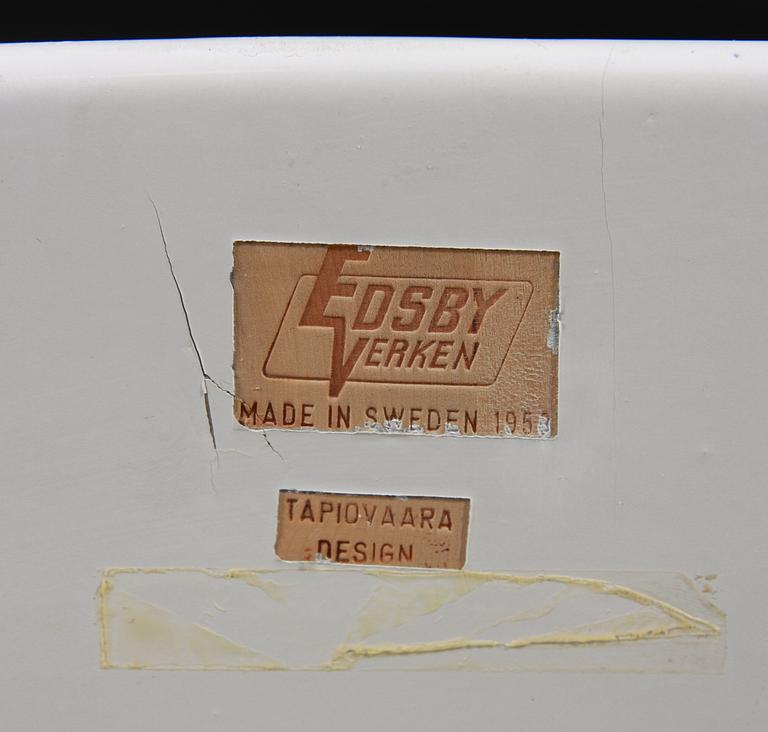 EDSBY
VERKEN
MADE IN SWEDEN
TAPIOVAARA
DESIGN